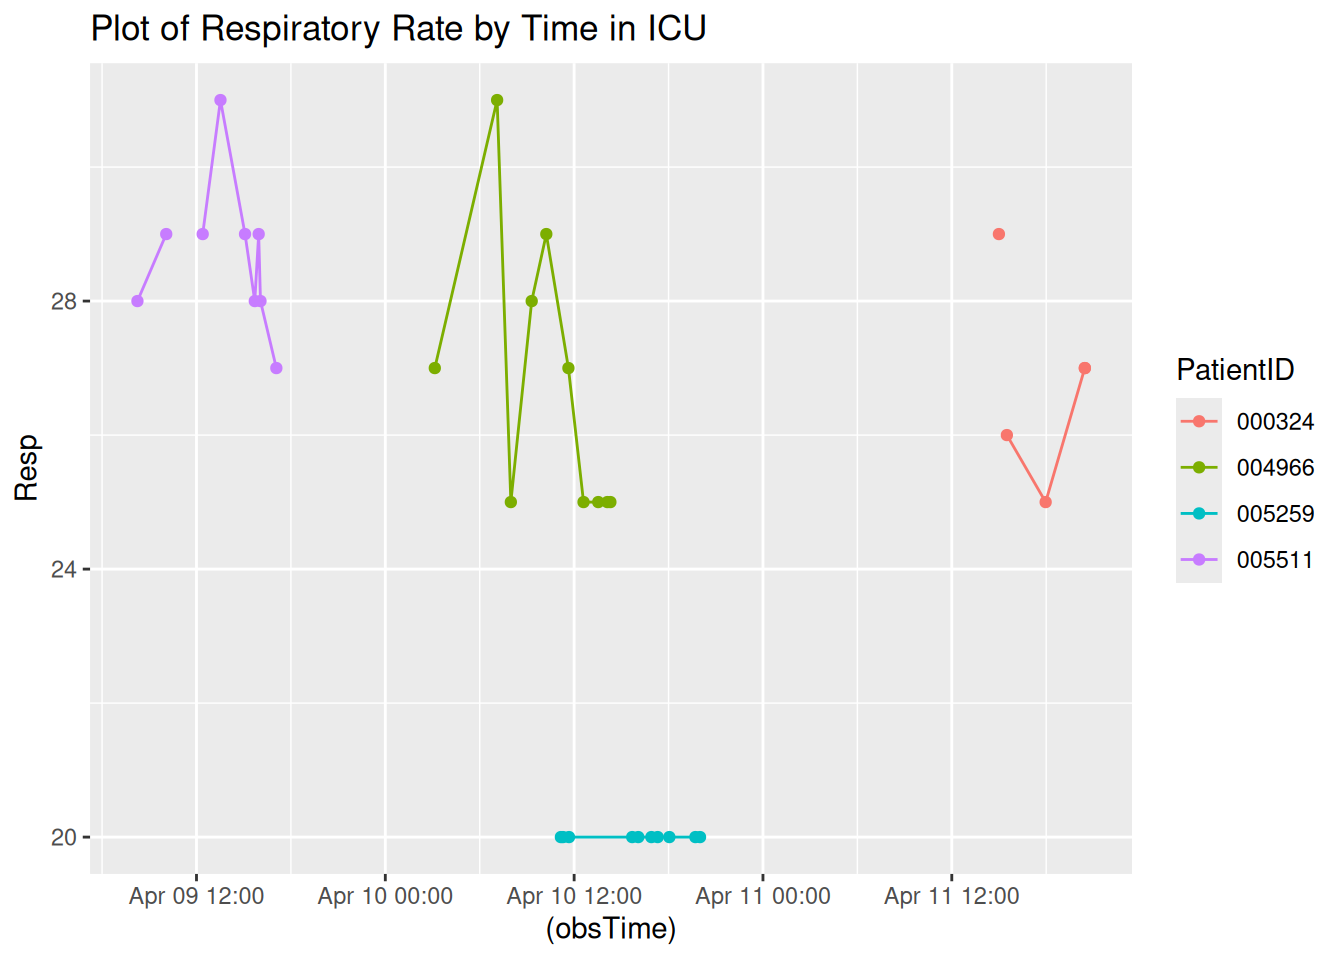 Plot of Respiratory Rate by Time in ICU
Resp
28
24
20
Apr 09 12:00
Apr 10 00:00
Apr 10 12:00
Apr 11 00:00
Apr 11 12:00
(obsTime)
PatientID
000324
004966
005259
005511